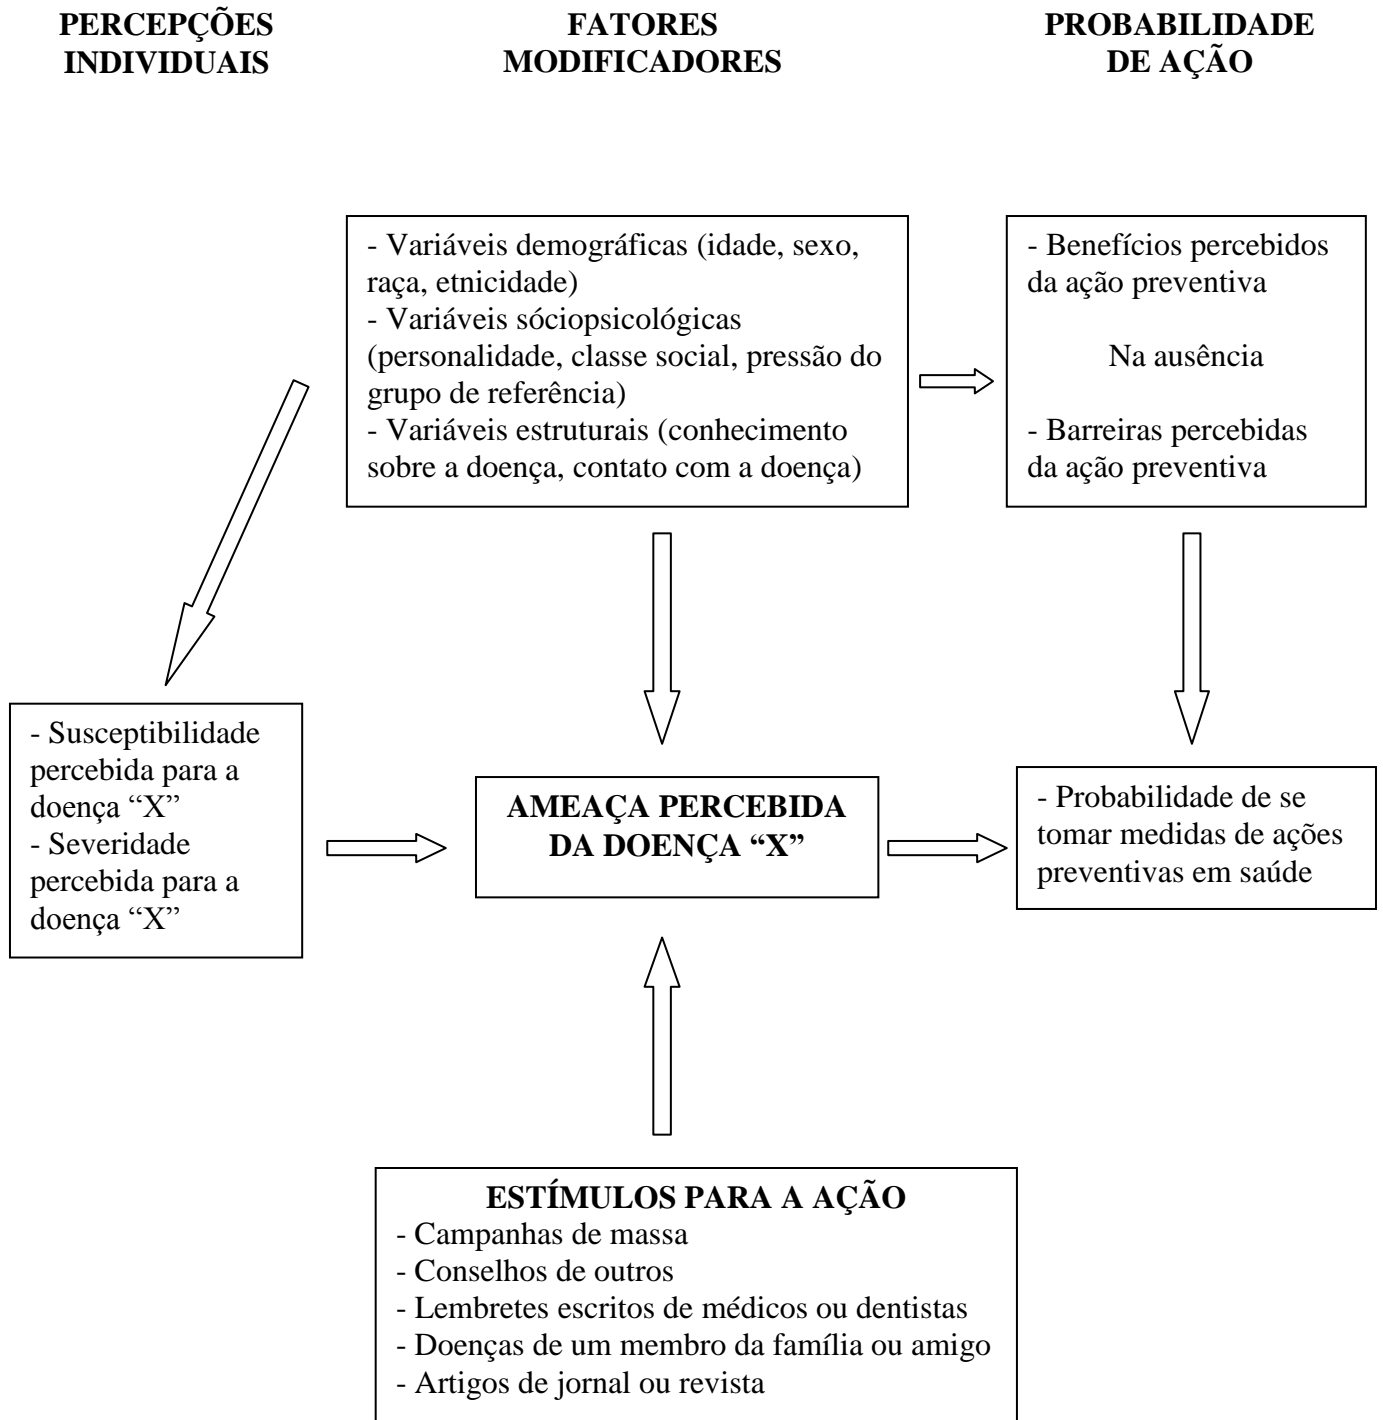 PERCEPÇÕES
INDIVIDUAIS
FATORES
MODIFICADORES
PROBABILIDADE
DE AÇÃO
- Variáveis demográficas (idade, sexo,
raça, etnicidade)
- Variáveis sóciopsicológicas
(personalidade, classe social, pressão do
grupo de referência)
- Variáveis estruturais (conhecimento
sobre a doença, contato com a doença)
- Benefícios percebidos
da ação preventiva
Na ausência
- Barreiras percebidas
da ação preventiva
- Susceptibilidade
percebida para a
doença “X”
- Severidade
percebida para a
doença “X”
AMEAÇA PERCEBIDA
DA DOENÇA “X”
- Probabilidade de se
tomar medidas de ações
preventivas em saúde
ESTÍMULOS PARA A AÇÃO
- Campanhas de massa
- Conselhos de outros
- Lembretes escritos de médicos ou dentistas
- Doenças de um membro da família ou amigo
- Artigos de jornal ou revista